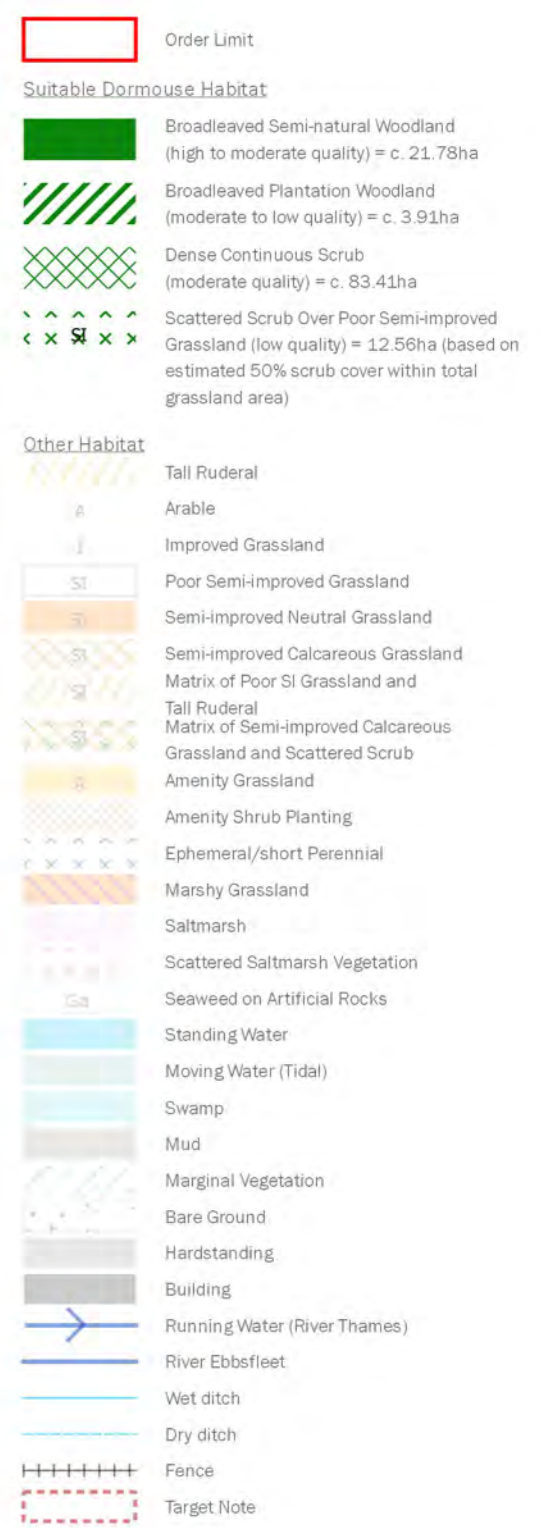 Order Limit
Suitable Dormouse Habitat
Broadleaved Semi-natural Woodland
(high to moderate quality) = c. 21.78ha
Broadleaved Plantation Woodland
(moderate to low quality) = c. 3.91ha
Dense Continuous Scrub
(moderate quality) = c. 83.41ha
SI
Scattered Scrub Over Poor Semi-improved
Grassland (low quality) = 12.56ha (based on
estimated 50% scrub cover within total
grassland area)
Other Habitat
Tall Ruderal
A Arable
I Improved Grassland
SI Poor Semi-improved Grassland
SI Semi-improved Neutral Grassland
SI Semi-improved Calcareous Grassland
SI Matrix of Poor SI Grassland and
Tall Ruderal
SI Matrix of Semi-improved Calcareous
Grassland and Scattered Scrub
A Amenity Grassland
Amenity Shrub Planting
Ephemeral/short Perennial
Marshy Grassland
Saltmarsh
Scattered Saltmarsh Vegetation
Ga Seaweed on Artificial Rocks
Standing Water
Moving Water (Tidal)
Swamp
Mud
Marginal Vegetation
Bare Ground
Hardstanding
Building
Running Water (River Thames)
River Ebbsfleet
Wet ditch
Dry ditch
Fence
Target Note